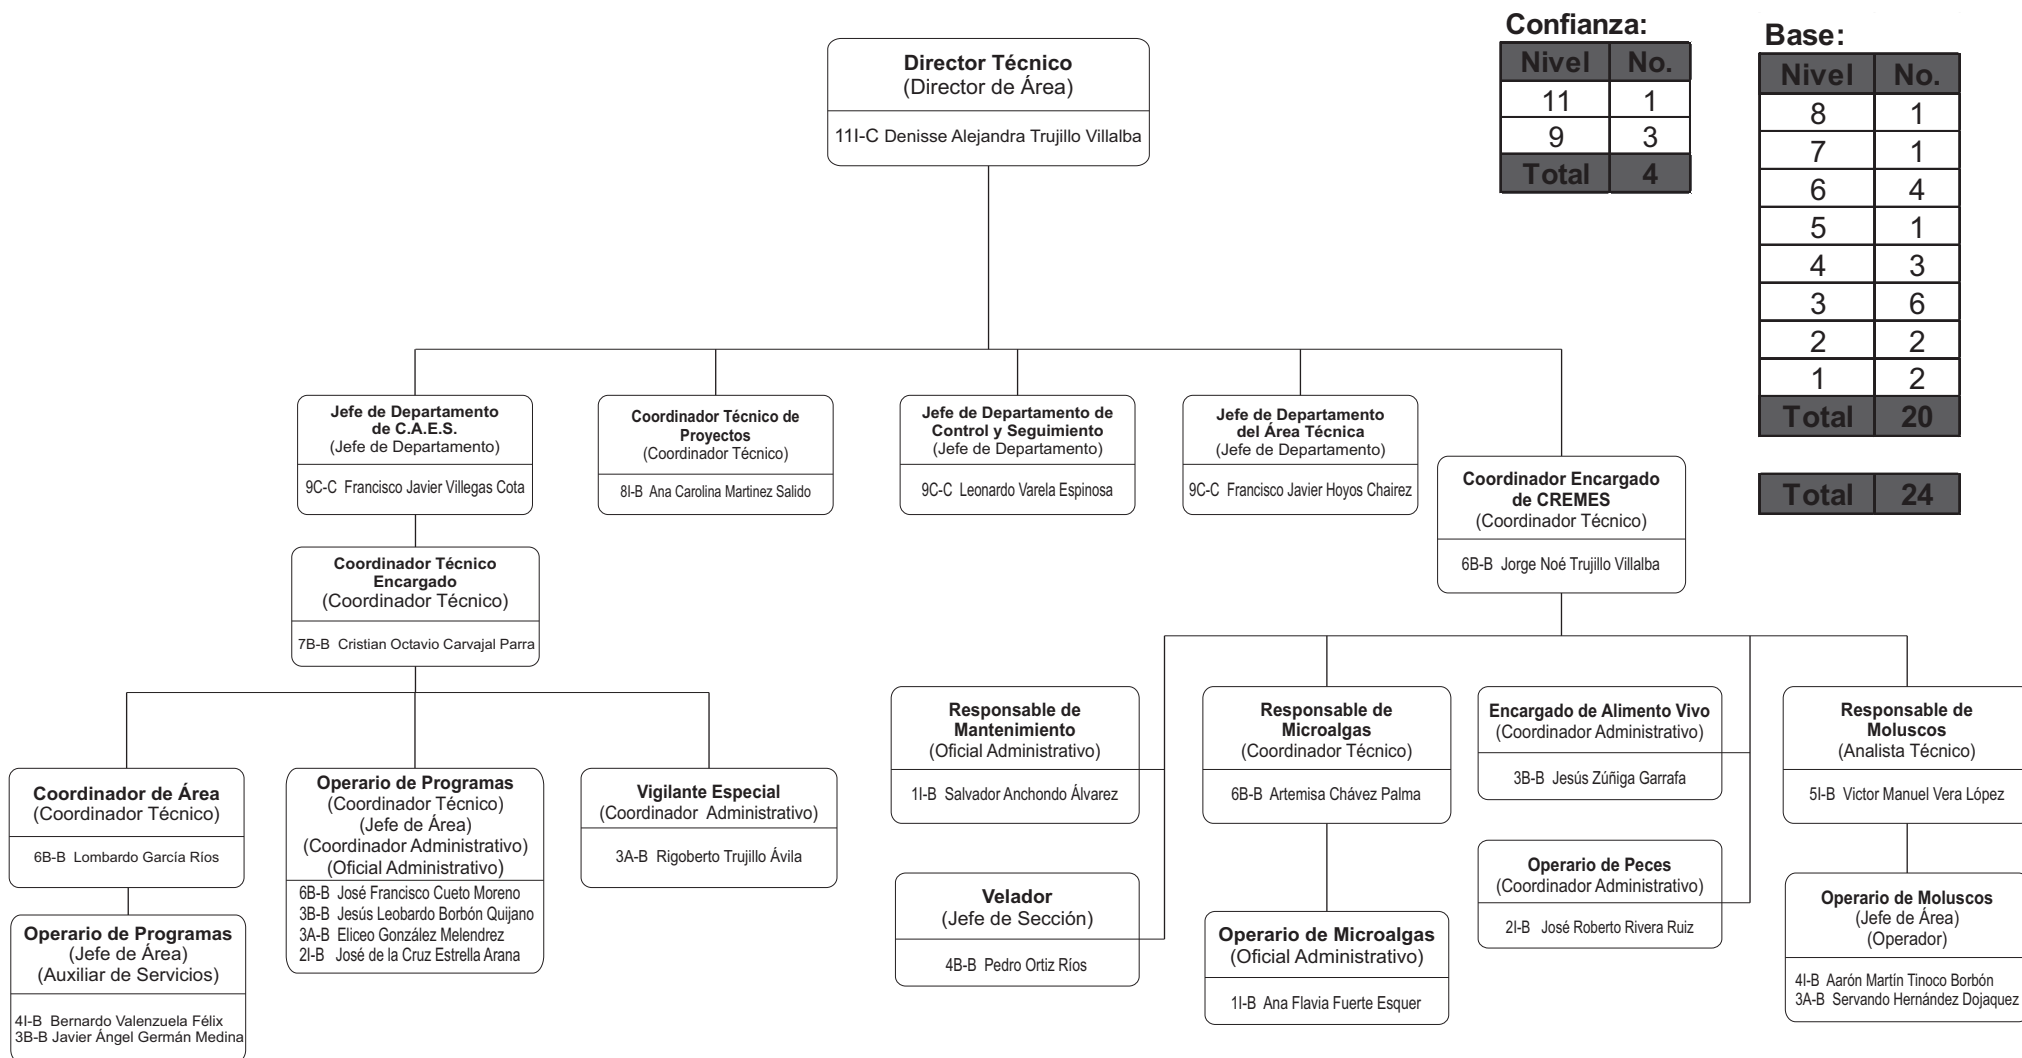 Director Técnico
(Director de Área)
11I-C Denisse Alejandra Trujillo Villalba
Confianza:
Nivel No.
11 1
9 3
Total 4
Base:
Nivel No.
8 1
7 1
6 4
5 1
4 3
3 6
2 2
1 2
Total 20
Total 24
Jefe de Departamento
de C.A.E.S.
(Jefe de Departamento)
9C-C Francisco Javier Villegas Cota
Coordinador Técnico de
Proyectos
(Coordinador Técnico)
8I-B Ana Carolina Martinez Salido
Jefe de Departamento de
Control y Seguimiento
(Jefe de Departamento)
9C-C Leonardo Varela Espinosa
Jefe de Departamento
del Área Técnica
(Jefe de Departamento)
9C-C Francisco Javier Hoyos Chairez
Coordinador Encargado
de CREMES
(Coordinador Técnico)
6B-B Jorge Noé Trujillo Villalba
Coordinador Técnico
Encargado
(Coordinador Técnico)
7B-B Cristian Octavio Carvajal Parra
Coordinador de Área
(Coordinador Técnico)
6B-B Lombardo García Ríos
Operario de Programas
(Jefe de Área)
(Auxiliar de Servicios)
4I-B Bernardo Valenzuela Félix
3B-B Javier Ángel Germán Medina
Operario de Programas
(Coordinador Técnico)
(Jefe de Área)
(Coordinador Administrativo)
(Oficial Administrativo)
6B-B José Francisco Cueto Moreno
3B-B Jesús Leobardo Borbón Quijano
3A-B Eliceo González Melendrez
2I-B José de la Cruz Estrella Arana
Vigilante Especial
(Coordinador Administrativo)
3A-B Rigoberto Trujillo Ávila
Responsable de
Mantenimiento
(Oficial Administrativo)
1I-B Salvador Anchondo Álvarez
Velador
(Jefe de Sección)
4B-B Pedro Ortiz Ríos
Responsable de
Microalgas
(Coordinador Técnico)
6B-B Artemisa Chávez Palma
Operario de Microalgas
(Oficial Administrativo)
1I-B Ana Flavia Fuerte Esquer
Encargado de Alimento Vivo
(Coordinador Administrativo)
3B-B Jesús Zúñiga Garrafa
Operario de Peces
(Coordinador Administrativo)
2I-B José Roberto Rivera Ruiz
Responsable de
Moluscos
(Analista Técnico)
5I-B Victor Manuel Vera López
Operario de Moluscos
(Jefe de Área)
(Operador)
4I-B Aarón Martín Tinoco Borbón
3A-B Servando Hernández Dojaquez